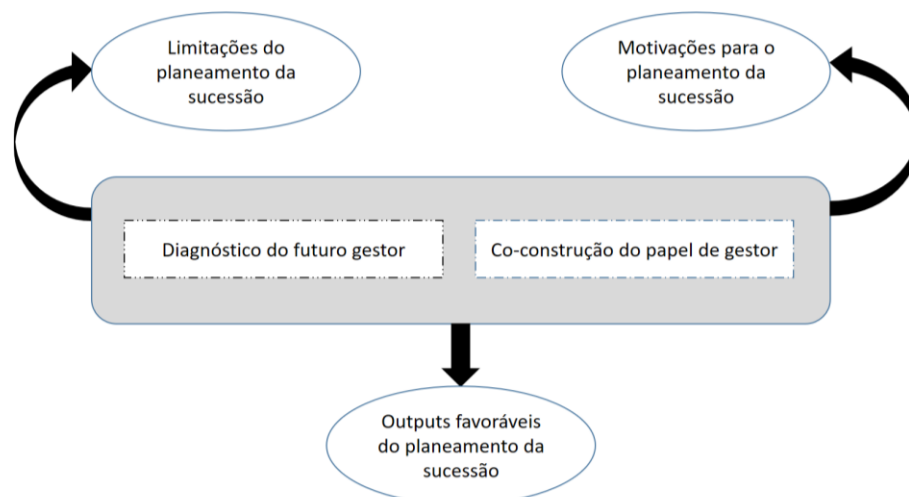 Limitações do
planeamento da
sucessão
Motivações para o
planeamento da
sucessão
Diagnóstico do futuro gestor
Co-construção do papel de gestor
Outputs favoráveis
do planeamento da
sucessão